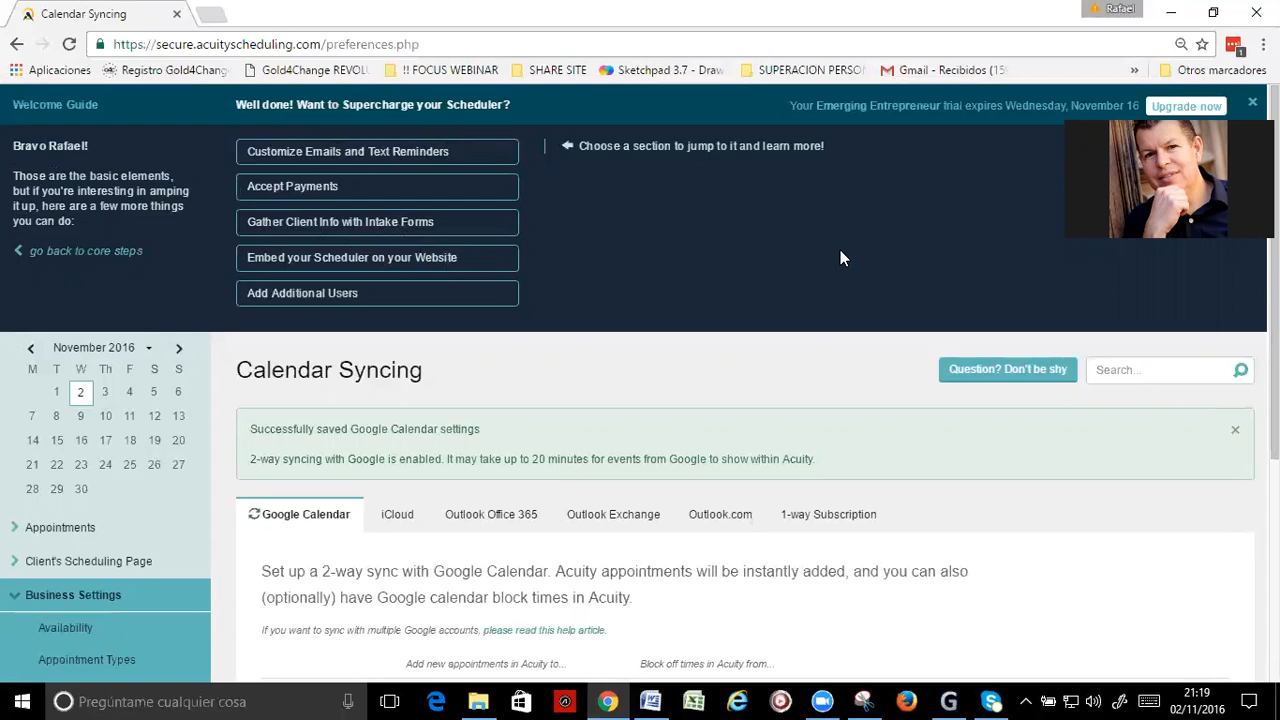 Calendar Syncing
Rafael
https://secure.acuityscheduling.com/preferences.php
Aplicaciones
Registro Gold4Change
Gold4Change REVOL
!! FOCUS WEBINAR
SHARE SITE
Sketchpad 3.7 - Draw
SUPERACION PERSON
Gmail - Recibidos (15
»
Otros marcadores
Welcome Guide
Well done! Want to Supercharge your Scheduler?
Your Emerging Entrepreneur trial expires Wednesday, November 16
Upgrade now
Bravo Rafael!
Those are the basic elements,
but if you're interesting in amping
it up, here are a few more things
you can do:
go back to core steps
Customize Emails and Text Reminders
Accept Payments
Gather Client Info with Intake Forms
Embed your Scheduler on your Website
Add Additional Users
Choose a section to jump to it and learn more!
November 2016
M T W Th F S S
1 2 3 4 5 6
7 8 9 10 11 12 13
14 15 16 17 18 19 20
21 22 23 24 25 26 27
28 29 30
Appointments
Client's Scheduling Page
Business Settings
Availability
Appointment Types
Calendar Syncing
Question? Don't be shy
Search...
Successfully saved Google Calendar settings
2-way syncing with Google is enabled. It may take up to 20 minutes for events from Google to show within Acuity.
Google Calendar
iCloud
Outlook Office 365
Outlook Exchange
Outlook.com
1-way Subscription
Set up a 2-way sync with Google Calendar. Acuity appointments will be instantly added, and you can also
(optionally) have Google calendar block times in Acuity.
If you want to sync with multiple Google accounts, please read this help article.
Add new appointments in Acuity to...
Block off times in Acuity from...
Pregúntame cualquier cosa
21:19
02/11/2016